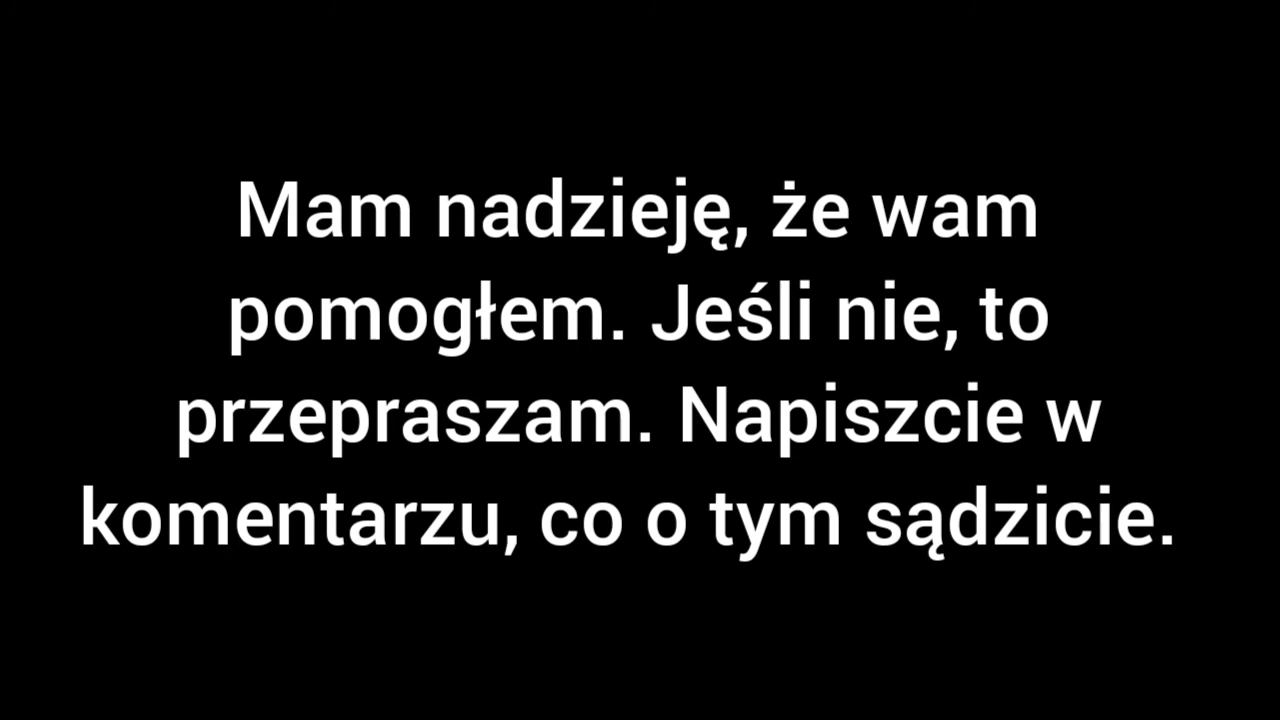 Mam nadzieję, że wam
pomogłem. Jeśli nie, to
przepraszam. Napiszcie w
komentarzu, co o tym sądzicie.